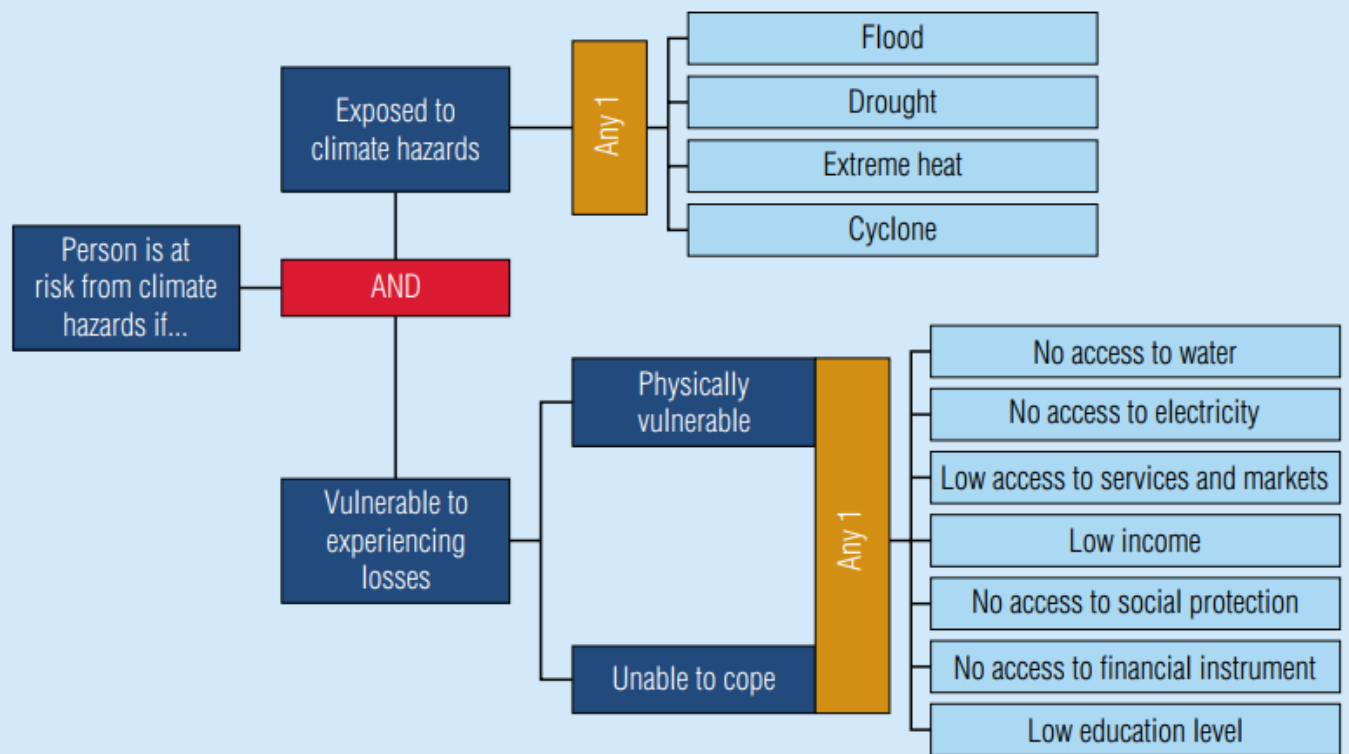 Person is at
risk from climate
hazards if...
AND
Exposed to
climate hazards
Any 1
Flood
Drought
Extreme heat
Cyclone
Vulnerable to
experiencing
losses
Physically
vulnerable
Unable to cope
Any 1
No access to water
No access to electricity
Low access to services and markets
Low income
No access to social protection
No access to financial instrument
Low education level